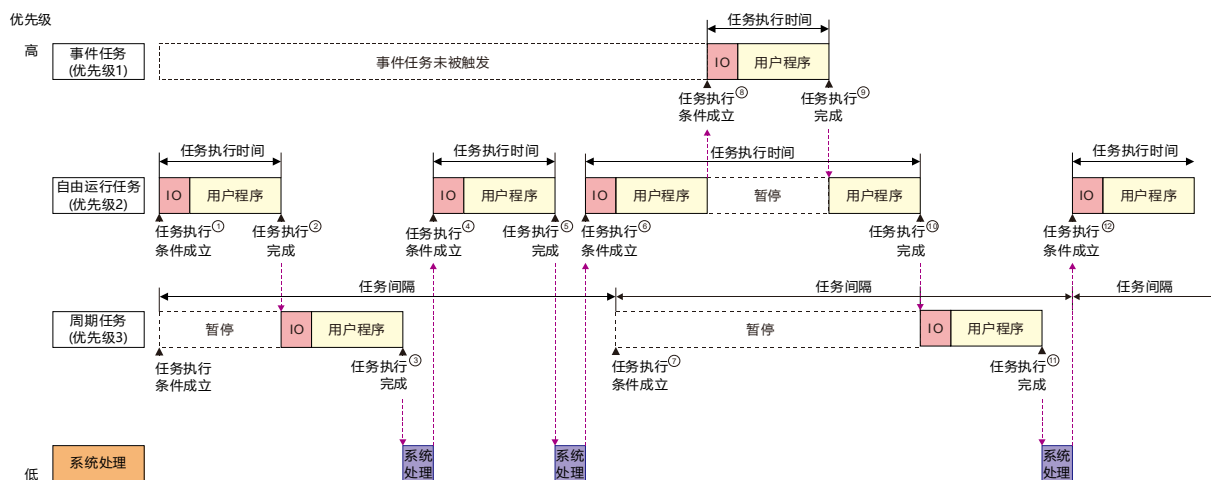 优先级
高
任务执行时间
事件任务
(优先级1)
事件任务未被触发
IO
用户程序
任务执行⑧
条件成立
任务执行⑨
完成
任务执行时间
任务执行时间
任务执行时间
任务执行时间
自由运行任务
(优先级2)
IO
用户程序
IO
用户程序
IO
用户程序
暂停
用户程序
IO
用户程序
任务执行①
条件成立
任务执行②
完成
任务执行④
条件成立
任务执行⑤
完成
任务执行⑥
条件成立
任务执行⑩
完成
任务执行⑫
条件成立
任务间隔
任务间隔
任务间隔
周期任务
(优先级3)
暂停
IO
用户程序
暂停
IO
用户程序
任务执行
条件成立
任务执行③
完成
任务执行⑦
条件成立
任务执行⑪
完成
低
系统处理
系统
处理
系统
处理
系统
处理